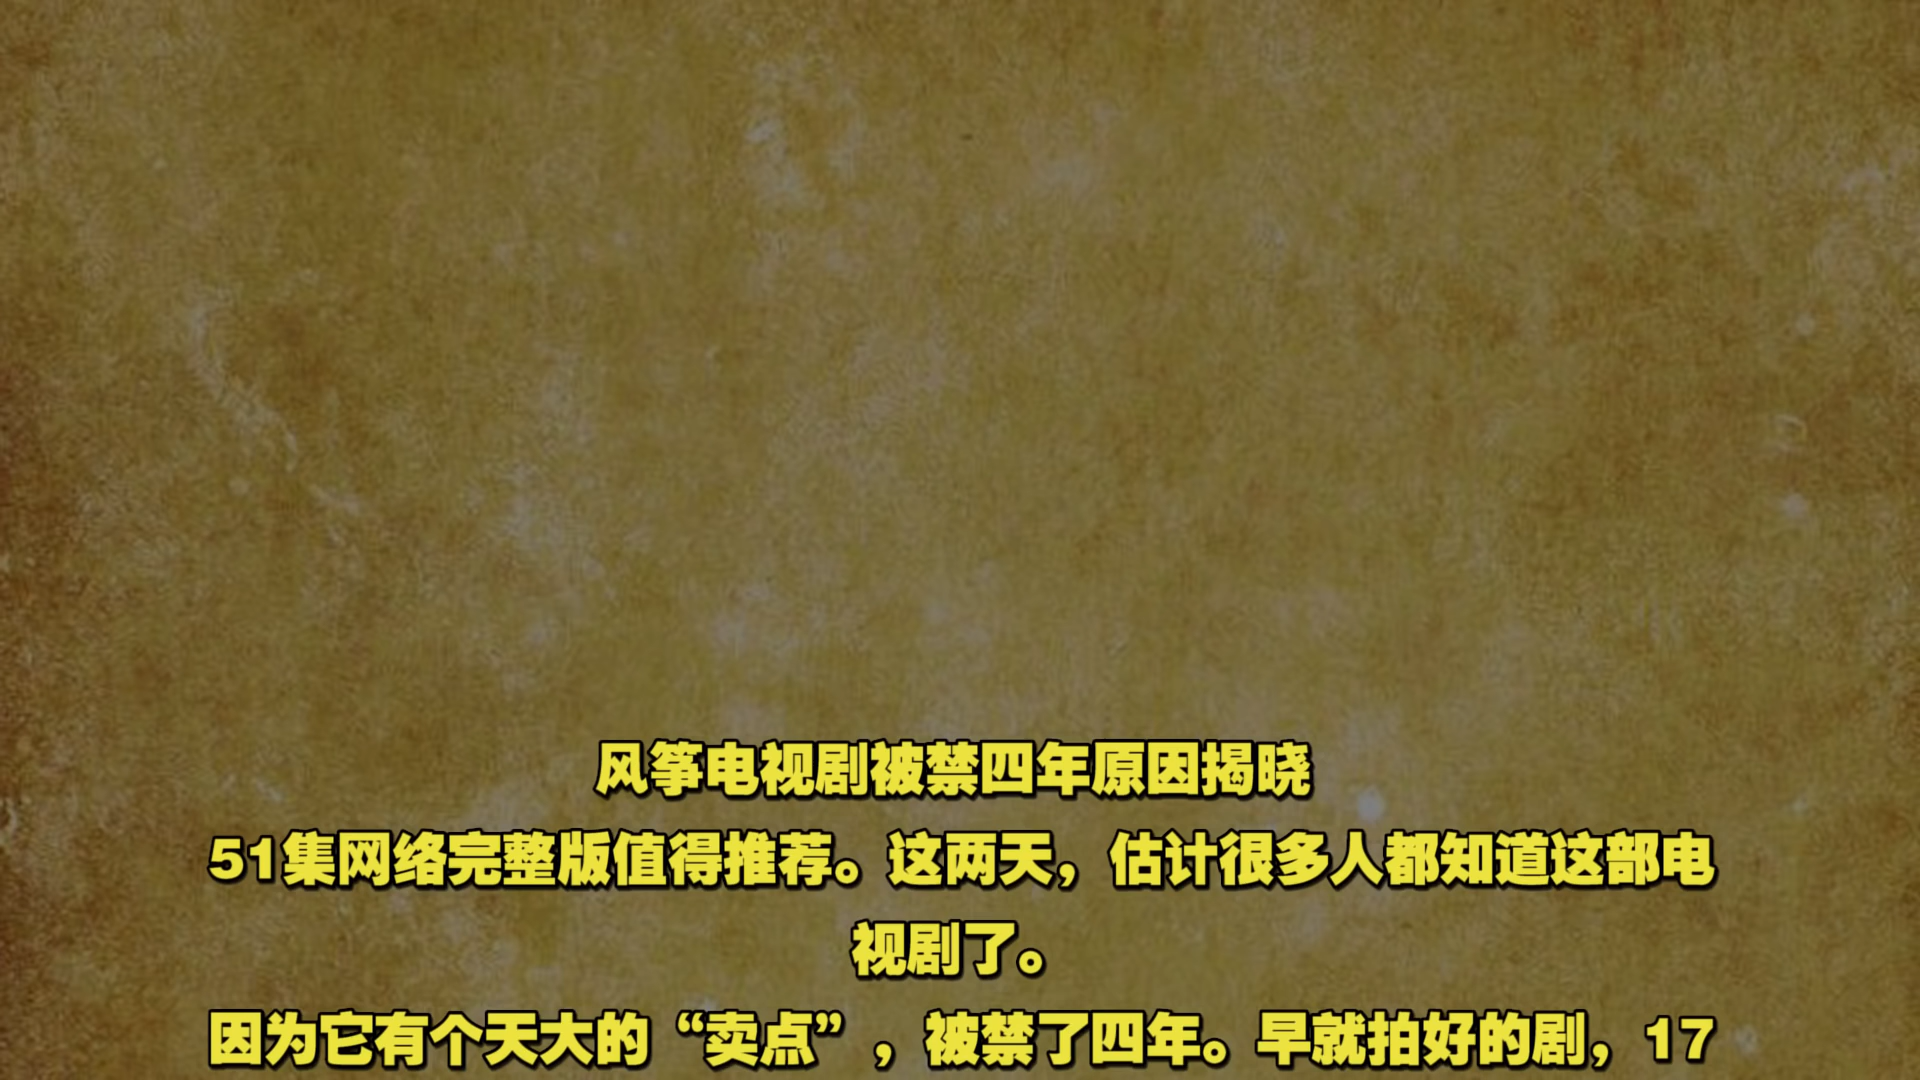 风筝电视剧被禁四年原因揭晓
51集网络完整版值得推荐。这两天，估计很多人都知道这部电
视剧了。
因为它有个天大的“卖点”，被禁了四年。早就拍好的剧，17